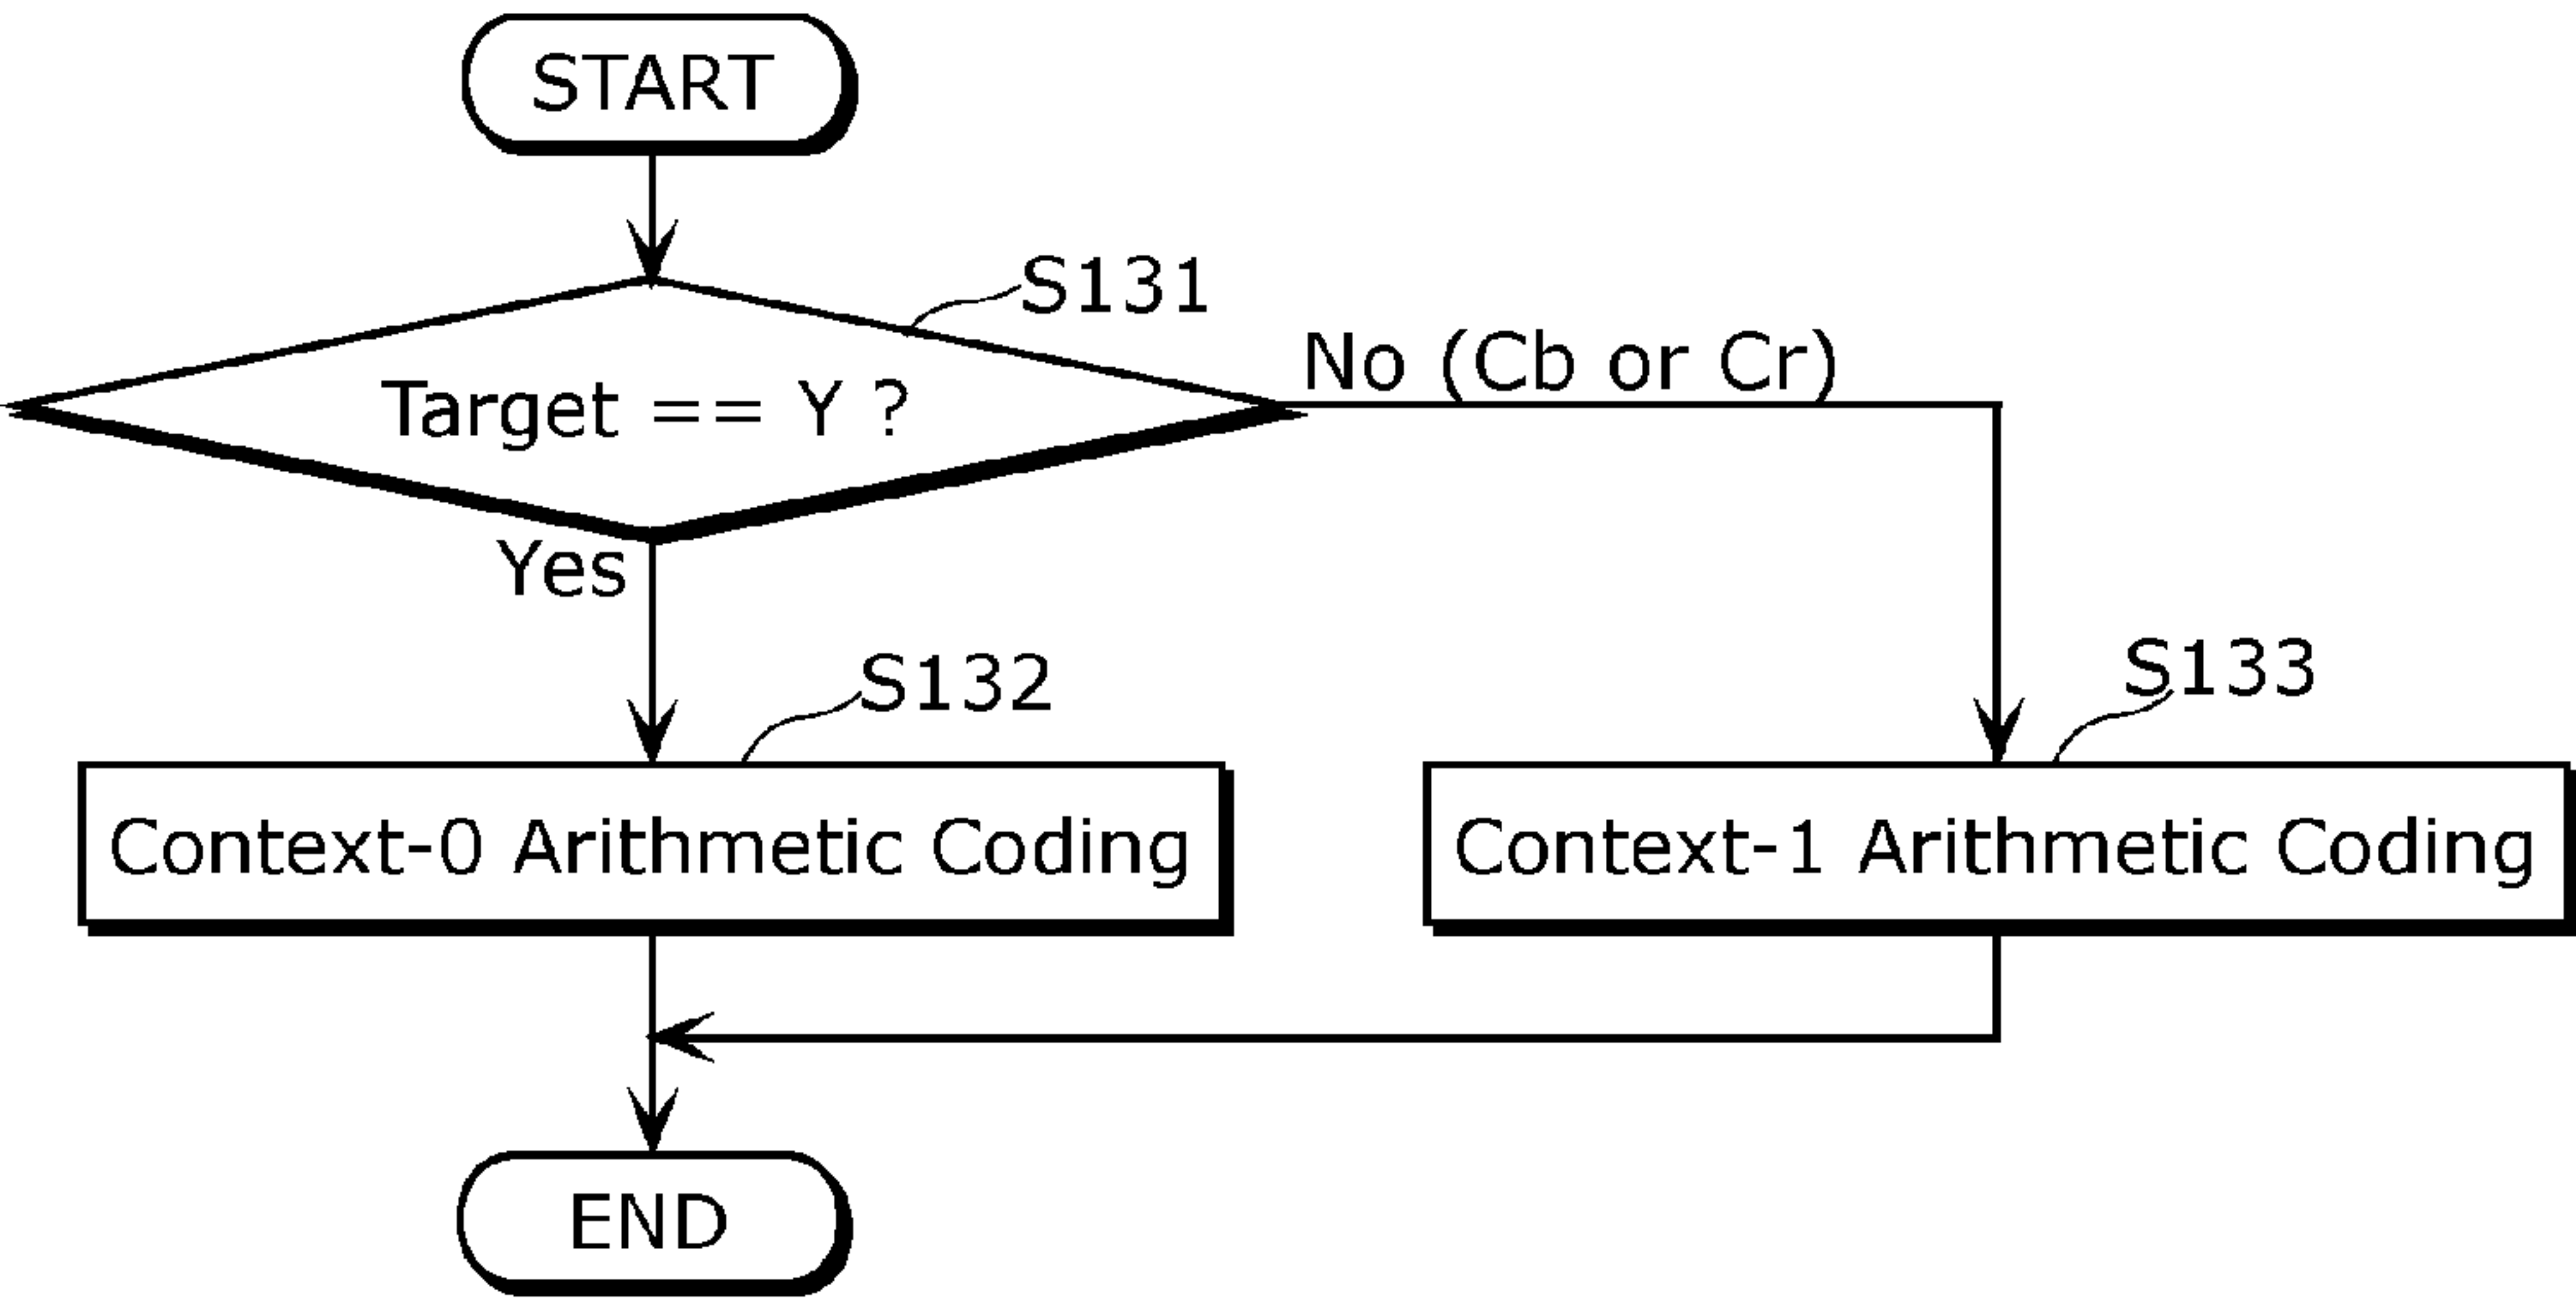 START
S131
No (Cb or Cr)
Target == Y ?
Yes
S132
S133
Context-0 Arithmetic Coding
Context-1 Arithmetic Coding
END